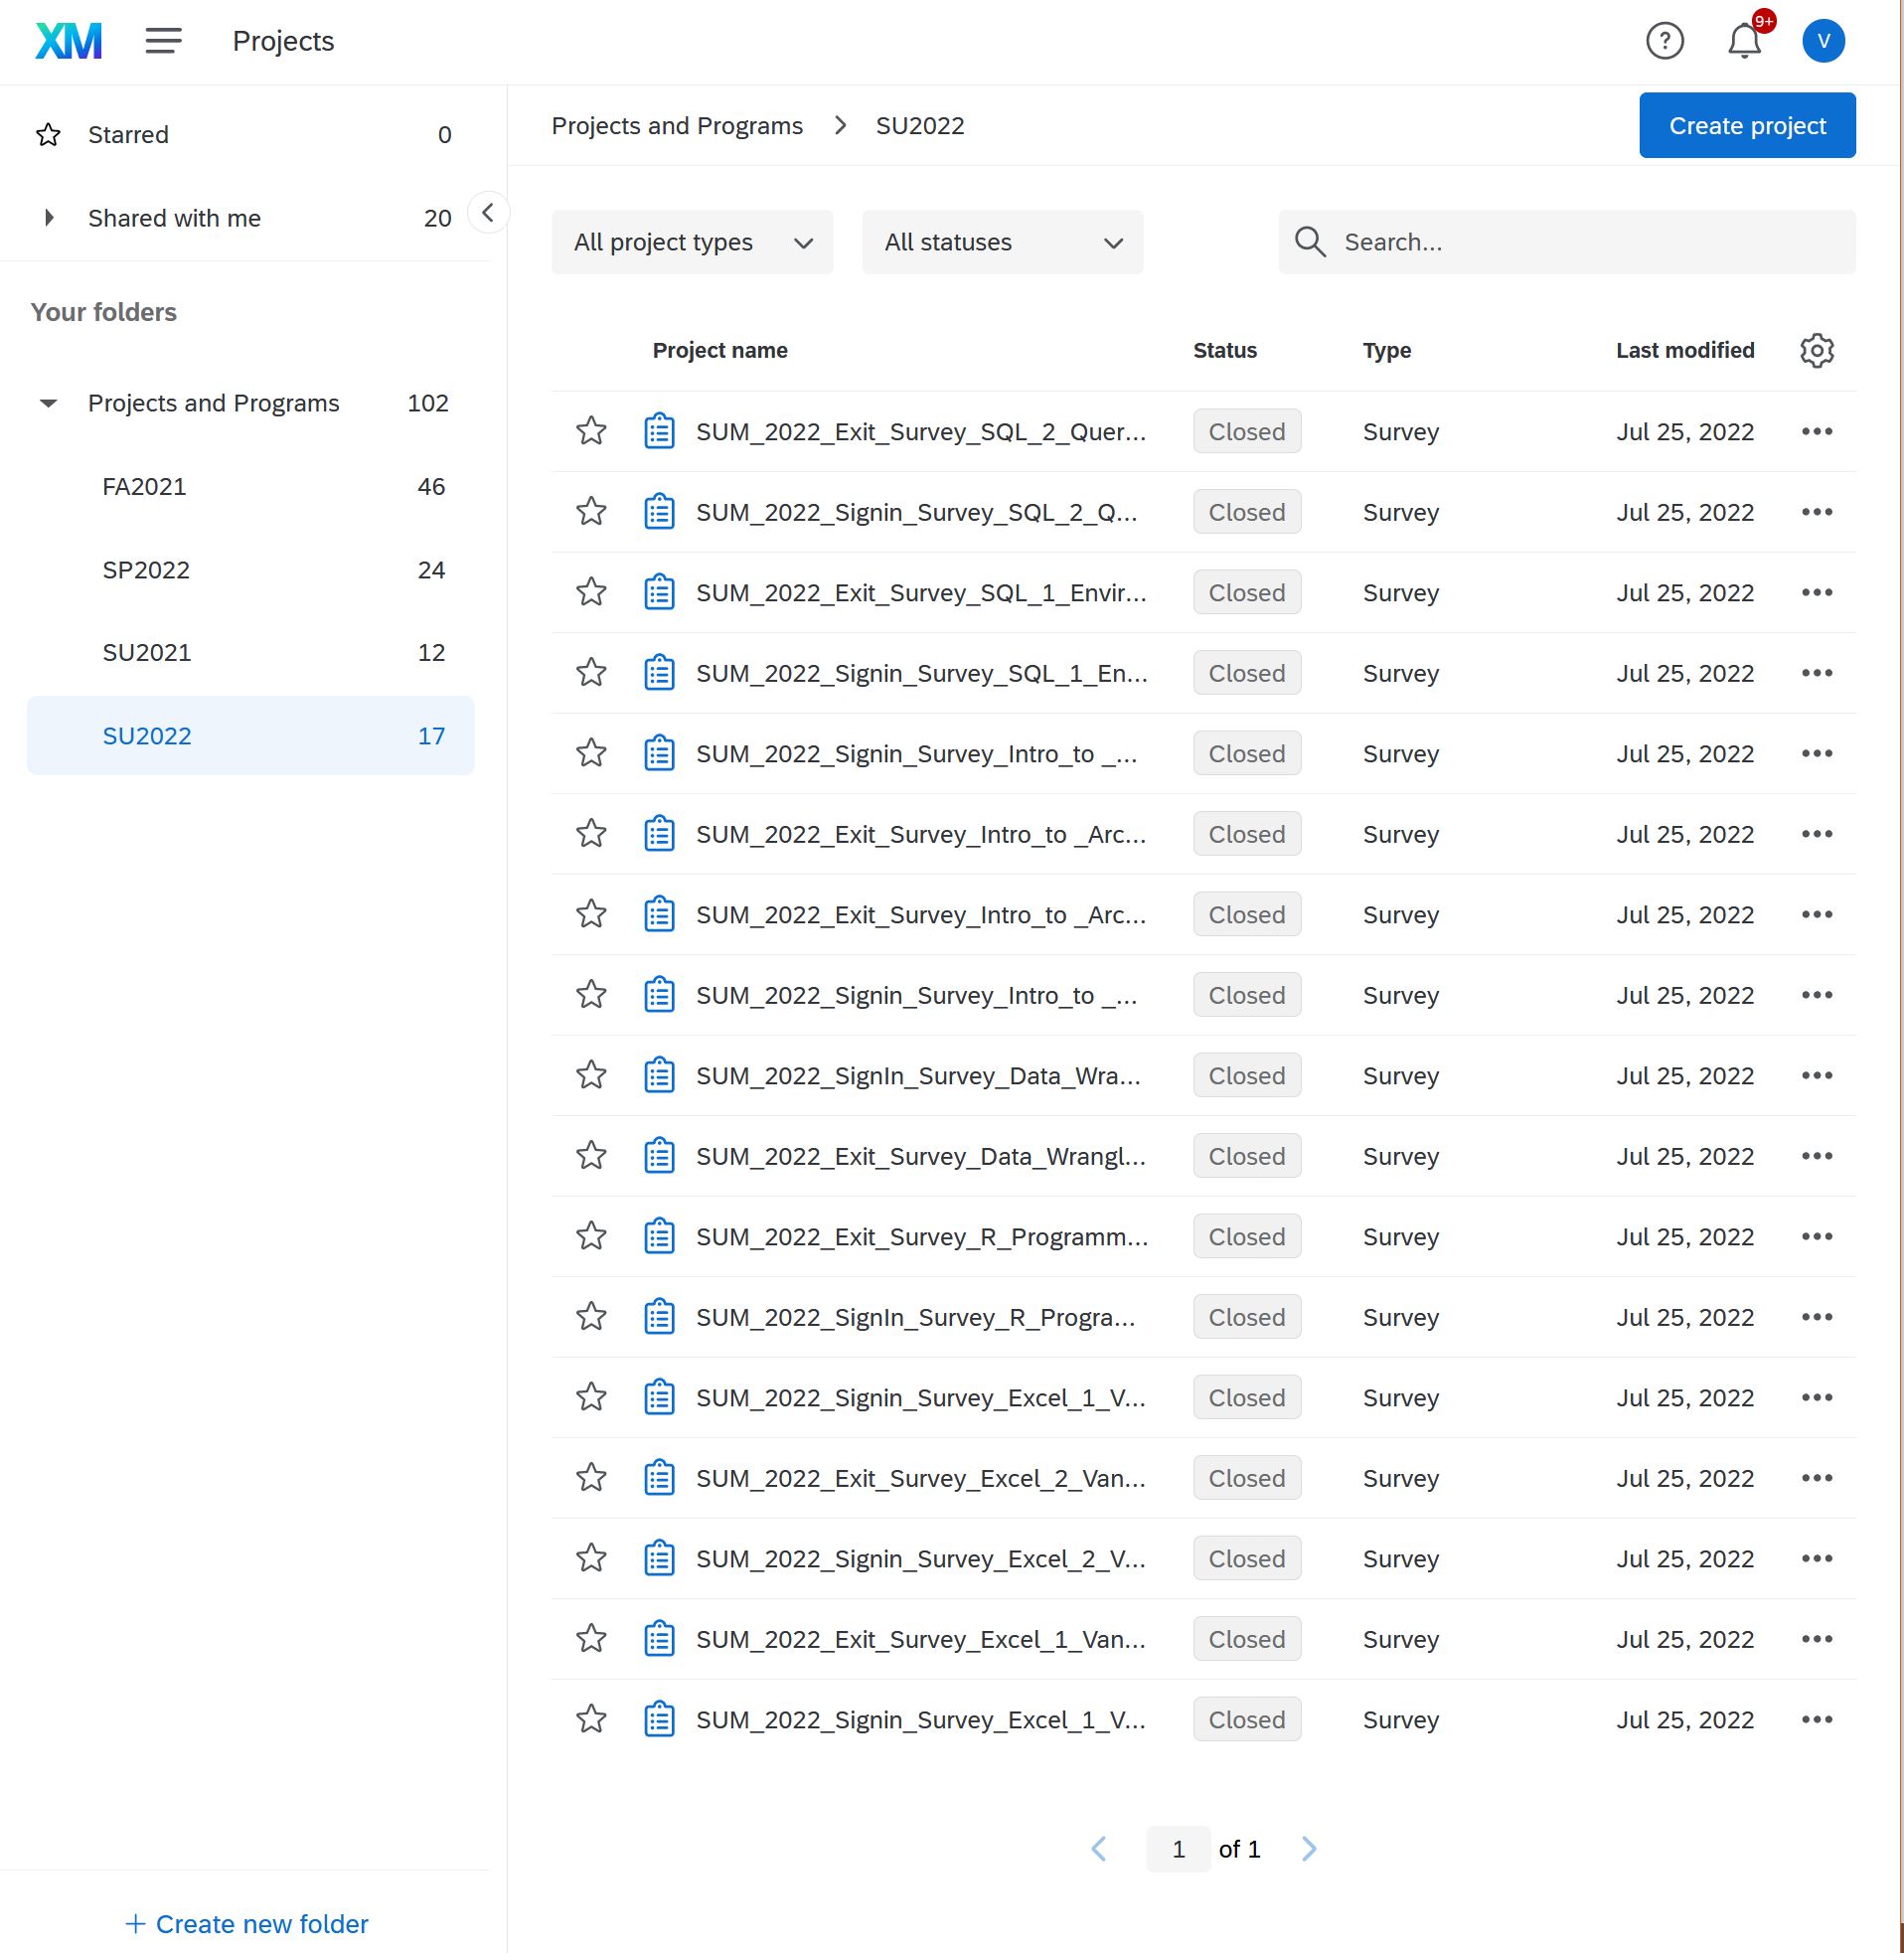 XM Projects ? 9+ V
Starred 0
Shared with me 20
Your folders
Projects and Programs 102
FA2021 46
SP2022 24
SU2021 12
SU2022 17
+ Create new folder
Projects and Programs > SU2022 Create project
All project types All statuses Search...
Project name Status Type Last modified
SUM_2022_Exit_Survey_SQL_2_Quer... Closed Survey Jul 25, 2022
SUM_2022_Signin_Survey_SQL_2_Q... Closed Survey Jul 25, 2022
SUM_2022_Exit_Survey_SQL_1_Envir... Closed Survey Jul 25, 2022
SUM_2022_Signin_Survey_SQL_1_En... Closed Survey Jul 25, 2022
SUM_2022_Signin_Survey_Intro_to _... Closed Survey Jul 25, 2022
SUM_2022_Exit_Survey_Intro_to _Arc... Closed Survey Jul 25, 2022
SUM_2022_Exit_Survey_Intro_to _Arc... Closed Survey Jul 25, 2022
SUM_2022_Signin_Survey_Intro_to _... Closed Survey Jul 25, 2022
SUM_2022_SignIn_Survey_Data_Wra... Closed Survey Jul 25, 2022
SUM_2022_Exit_Survey_Data_Wrangl... Closed Survey Jul 25, 2022
SUM_2022_Exit_Survey_R_Programm... Closed Survey Jul 25, 2022
SUM_2022_SignIn_Survey_R_Progra... Closed Survey Jul 25, 2022
SUM_2022_Signin_Survey_Excel_1_V... Closed Survey Jul 25, 2022
SUM_2022_Exit_Survey_Excel_2_Van... Closed Survey Jul 25, 2022
SUM_2022_Signin_Survey_Excel_2_V... Closed Survey Jul 25, 2022
SUM_2022_Exit_Survey_Excel_1_Van... Closed Survey Jul 25, 2022
SUM_2022_Signin_Survey_Excel_1_V... Closed Survey Jul 25, 2022
1 of 1